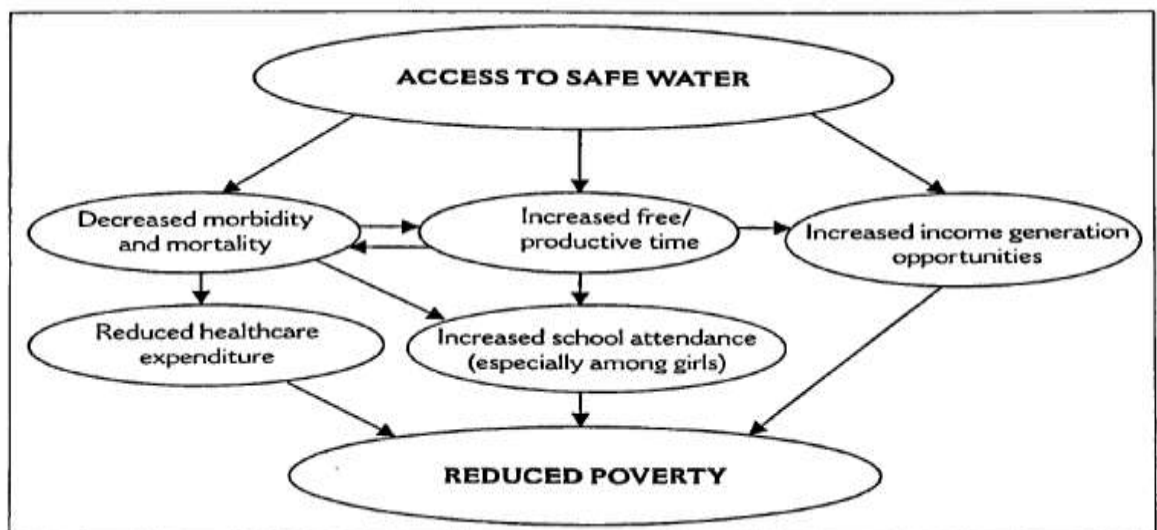 ACCESS TO SAFE WATER
Decreased morbidity
and mortality
Increased free/
productive time
Increased income generation
opportunities
Reduced healthcare
expenditure
Increased school attendance
(especially among girls)
REDUCED POVERTY